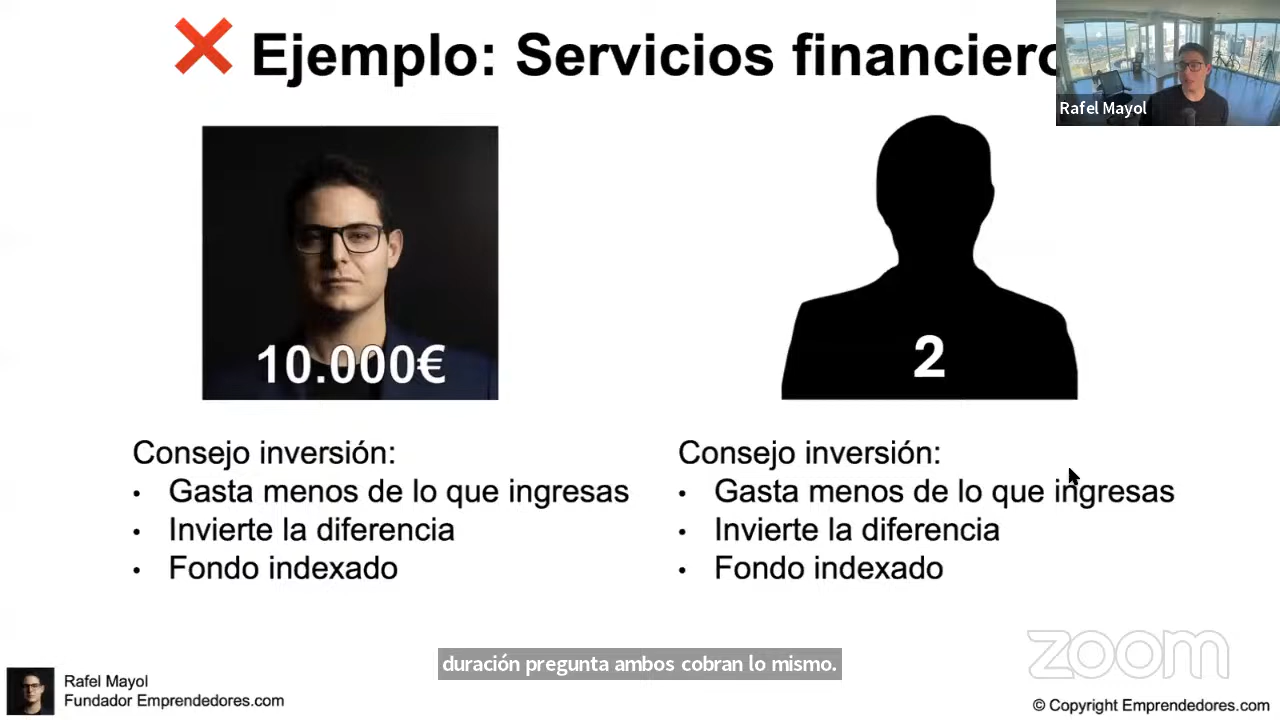 ❌ Ejemplo: Servicios financiero
Rafel Mayol
10.000€
2
Consejo inversión:
• Gasta menos de lo que ingresas
• Invierte la diferencia
• Fondo indexado
Consejo inversión:
• Gasta menos de lo que ingresas
• Invierte la diferencia
• Fondo indexado
duración pregunta ambos cobran lo mismo.
zoom
Rafel Mayol
Fundador Emprendedores.com
© Copyright Emprendedores.com